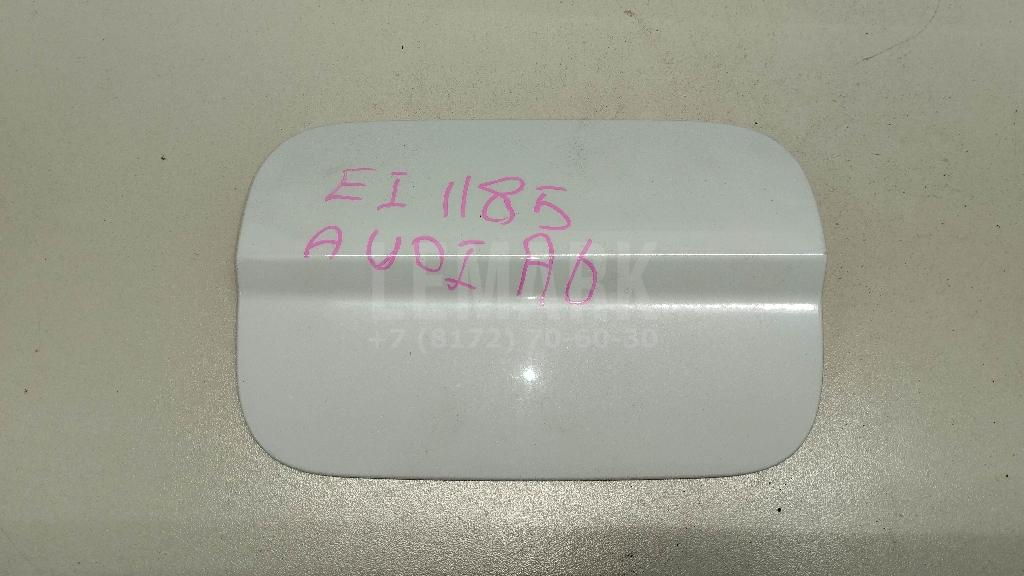 EI 1185
AUDI A6
LEMARK
+7 (8172) 70-60-30